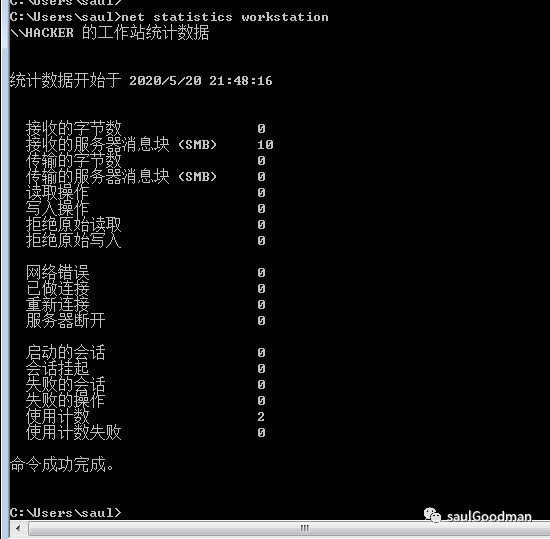 C:\Users\saul>
C:\Users\saul>net statistics workstation
\\HACKER 的工作站统计数据
统计数据开始于 2020/5/20 21:48:16
接收的字节数 0
接收的服务器消息块 (SMB) 10
传输的字节数 0
传输的服务器消息块 (SMB) 0
读取操作 0
写入操作 0
拒绝原始读取 0
拒绝原始写入 0
网络错误 0
已做连接 0
重新连接 0
服务器断开 0
启动的会话 0
会话挂起 0
失败的会话 0
失败的操作 0
使用计数 2
使用计数失败 0
命令成功完成。
C:\Users\saul>
saulGoodman